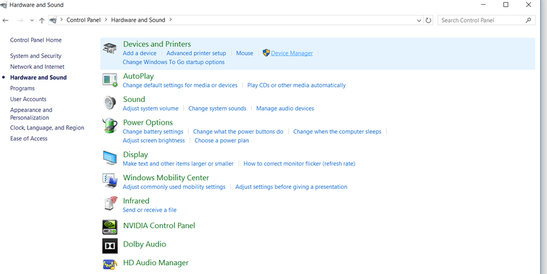 Hardware and Sound
Control Panel > Hardware and Sound >
Search Control Panel
Control Panel Home
System and Security
Network and Internet
Hardware and Sound
Programs
User Accounts
Appearance and
Personalization
Clock, Language, and Region
Ease of Access
Devices and Printers
Add a device | Advanced printer setup | Mouse | Device Manager
Change Windows To Go startup options
AutoPlay
Change default settings for media or devices | Play CDs or other media automatically
Sound
Adjust system volume | Change system sounds | Manage audio devices
Power Options
Change battery settings | Change what the power buttons do | Change when the computer sleeps
Adjust screen brightness | Choose a power plan
Display
Make text and other items larger or smaller | How to correct monitor flicker (refresh rate)
Windows Mobility Center
Adjust commonly used mobility settings | Adjust settings before giving a presentation
Infrared
Send or receive a file
NVIDIA Control Panel
Dolby Audio
HD Audio Manager